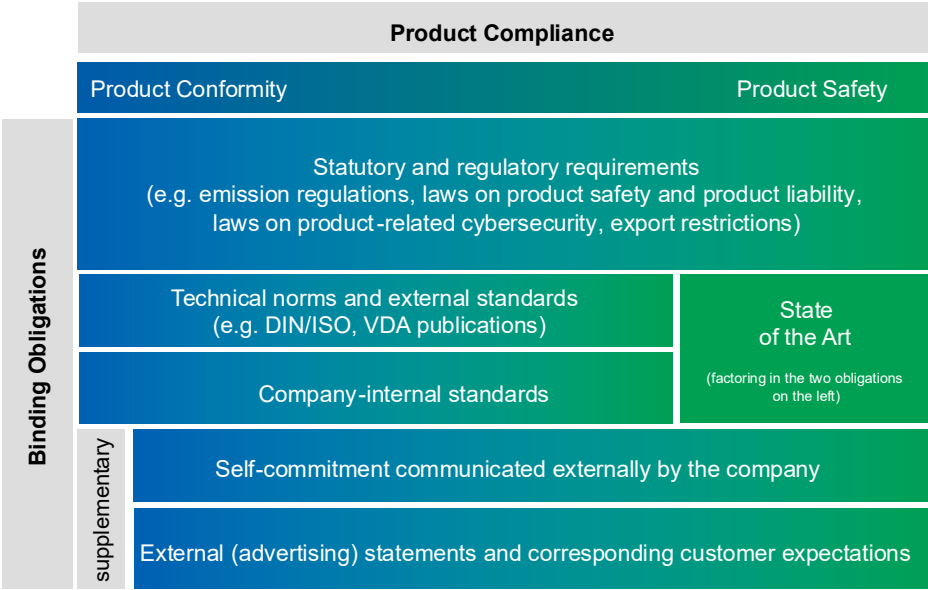 Product Compliance
Product Conformity
Product Safety
Binding Obligations
Statutory and regulatory requirements
(e.g. emission regulations, laws on product safety and product liability,
laws on product-related cybersecurity, export restrictions)
Technical norms and external standards
(e.g. DIN/ISO, VDA publications)
Company-internal standards
State
of the Art
(factoring in the two obligations
on the left)
supplementary
Self-commitment communicated externally by the company
External (advertising) statements and corresponding customer expectations